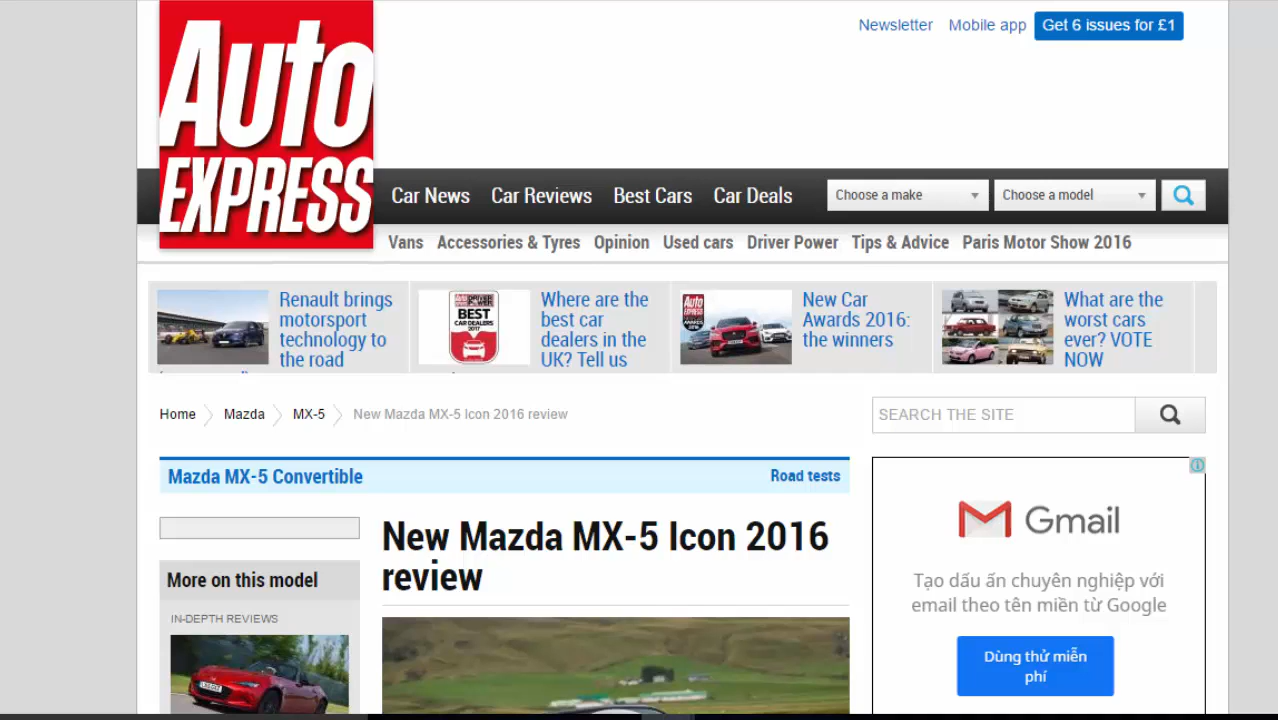 Newsletter Mobile app Get 6 issues for £1
Auto
EXPRESS
Car News Car Reviews Best Cars Car Deals Choose a make Choose a model
Vans Accessories & Tyres Opinion Used cars Driver Power Tips & Advice Paris Motor Show 2016
Renault brings
motorsport
technology to
the road
BEST
CAR DEALERS
2017
Where are the
best car
dealers in the
UK? Tell us
New Car
Awards 2016:
the winners
What are the
worst cars
ever? VOTE
NOW
Home Mazda MX-5 New Mazda MX-5 Icon 2016 review
SEARCH THE SITE
Mazda MX-5 Convertible Road tests
New Mazda MX-5 Icon 2016
review
More on this model
IN-DEPTH REVIEWS
Gmail
Tạo dấu ấn chuyên nghiệp với
email theo tên miền từ Google
Dùng thử miễn
phí